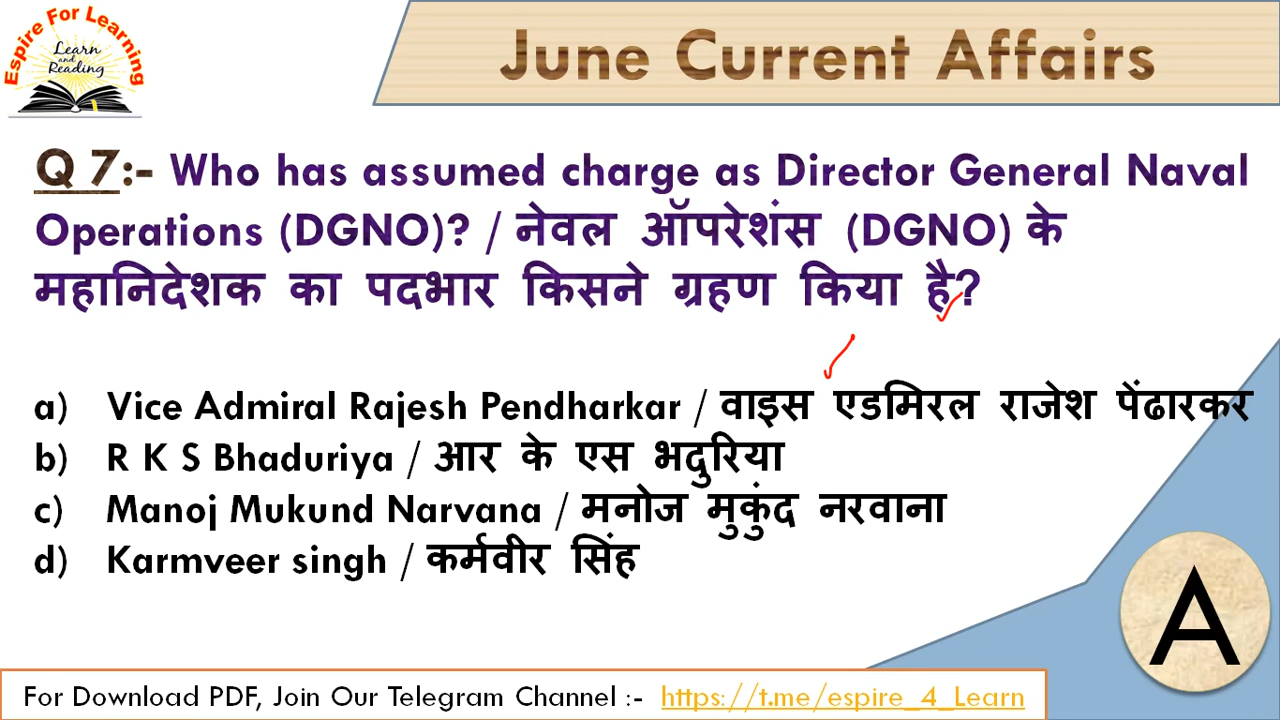 Espire For Learning
Learn
and
Reading
June Current Affairs
Q 7:- Who has assumed charge as Director General Naval
Operations (DGNO)? / नेवल ऑपरेशंस (DGNO) के
महानिदेशक का पदभार किसने ग्रहण किया है?
a) Vice Admiral Rajesh Pendharkar / वाइस एडमिरल राजेश पेंढारकर
b) R K S Bhaduriya / आर के एस भदुरिया
c) Manoj Mukund Narvana / मनोज मुकुंद नरवाना
d) Karmveer singh / कर्मवीर सिंह
A
For Download PDF, Join Our Telegram Channel :- https://t.me/espire_4_Learn